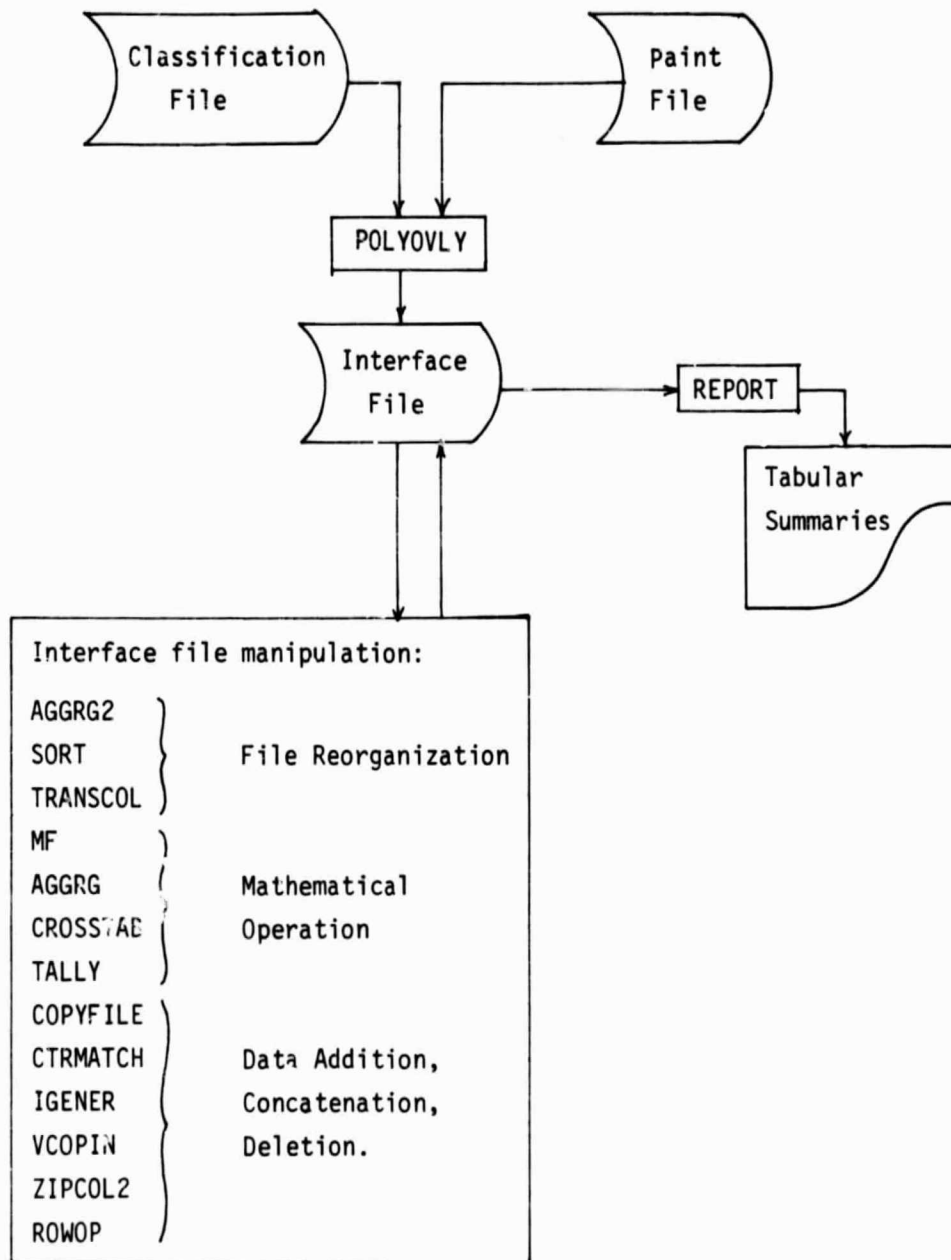 Classification
File
Paint
File
POLYOVLY
Interface
File
REPORT
Tabular
Summaries
Interface file manipulation:
AGGRG2
SORT
File Reorganization
TRANSCOL
MF
AGGRG
Mathematical
CROSSTAB
Operation
TALLY
COPYFILE
CTRMATCH
Data Addition,
IGENER
Concatenation,
VCOPIN
Deletion.
ZIPCOL2
ROWOP